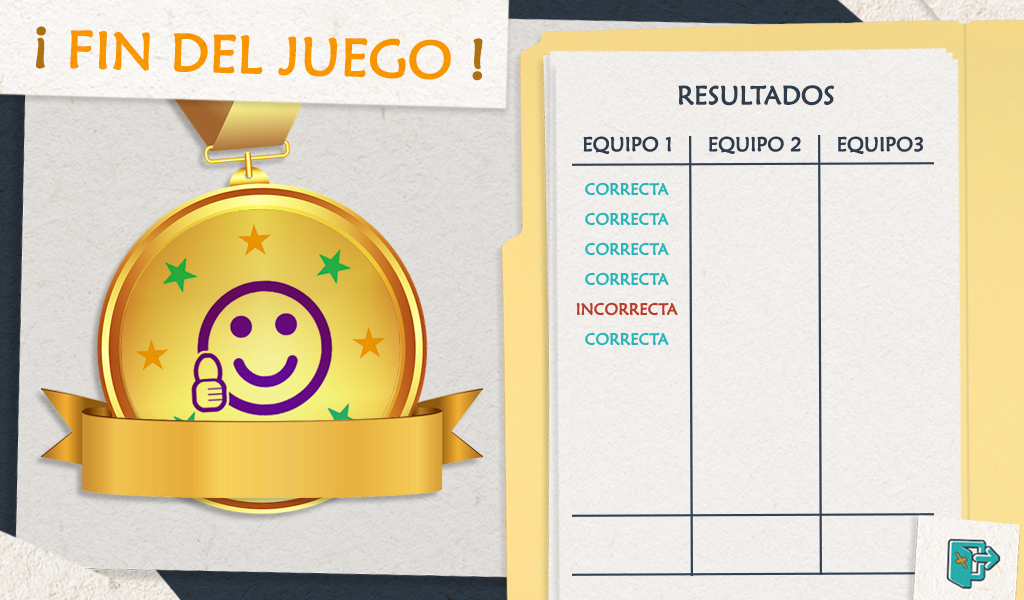 ¡ FIN DEL JUEGO !
RESULTADOS
EQUIPO 1 EQUIPO 2 EQUIPO3
CORRECTA
CORRECTA
CORRECTA
CORRECTA
INCORRECTA
CORRECTA